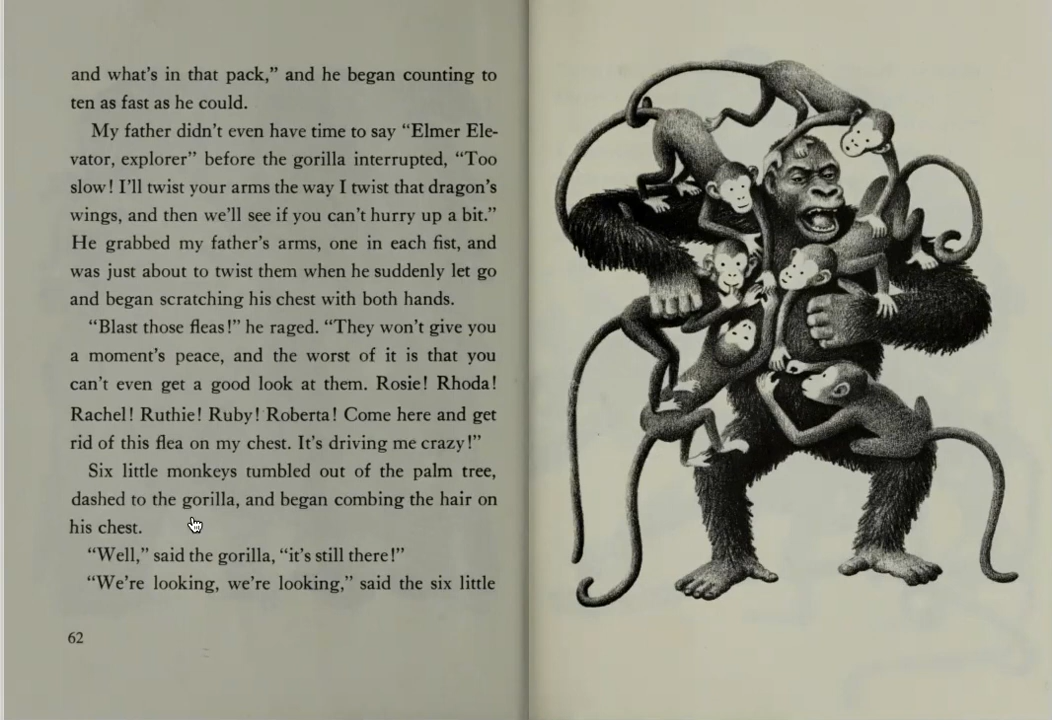 and what's in that pack,” and he began counting to
ten as fast as he could.
My father didn't even have time to say “Elmer Ele-
vator, explorer” before the gorilla interrupted, “Too
slow! I'll twist your arms the way I twist that dragon's
wings, and then we'll see if you can't hurry up a bit.”
He grabbed my father's arms, one in each fist, and
was just about to twist them when he suddenly let go
and began scratching his chest with both hands.
“Blast those fleas!” he raged. “They won't give you
a moment's peace, and the worst of it is that you
can't even get a good look at them. Rosie! Rhoda!
Rachel! Ruthie! Ruby! Roberta! Come here and get
rid of this flea on my chest. It's driving me crazy!”
Six little monkeys tumbled out of the palm tree,
dashed to the gorilla, and began combing the hair on
his chest.
“Well,” said the gorilla, “it's still there!”
“We're looking, we're looking,” said the six little
62